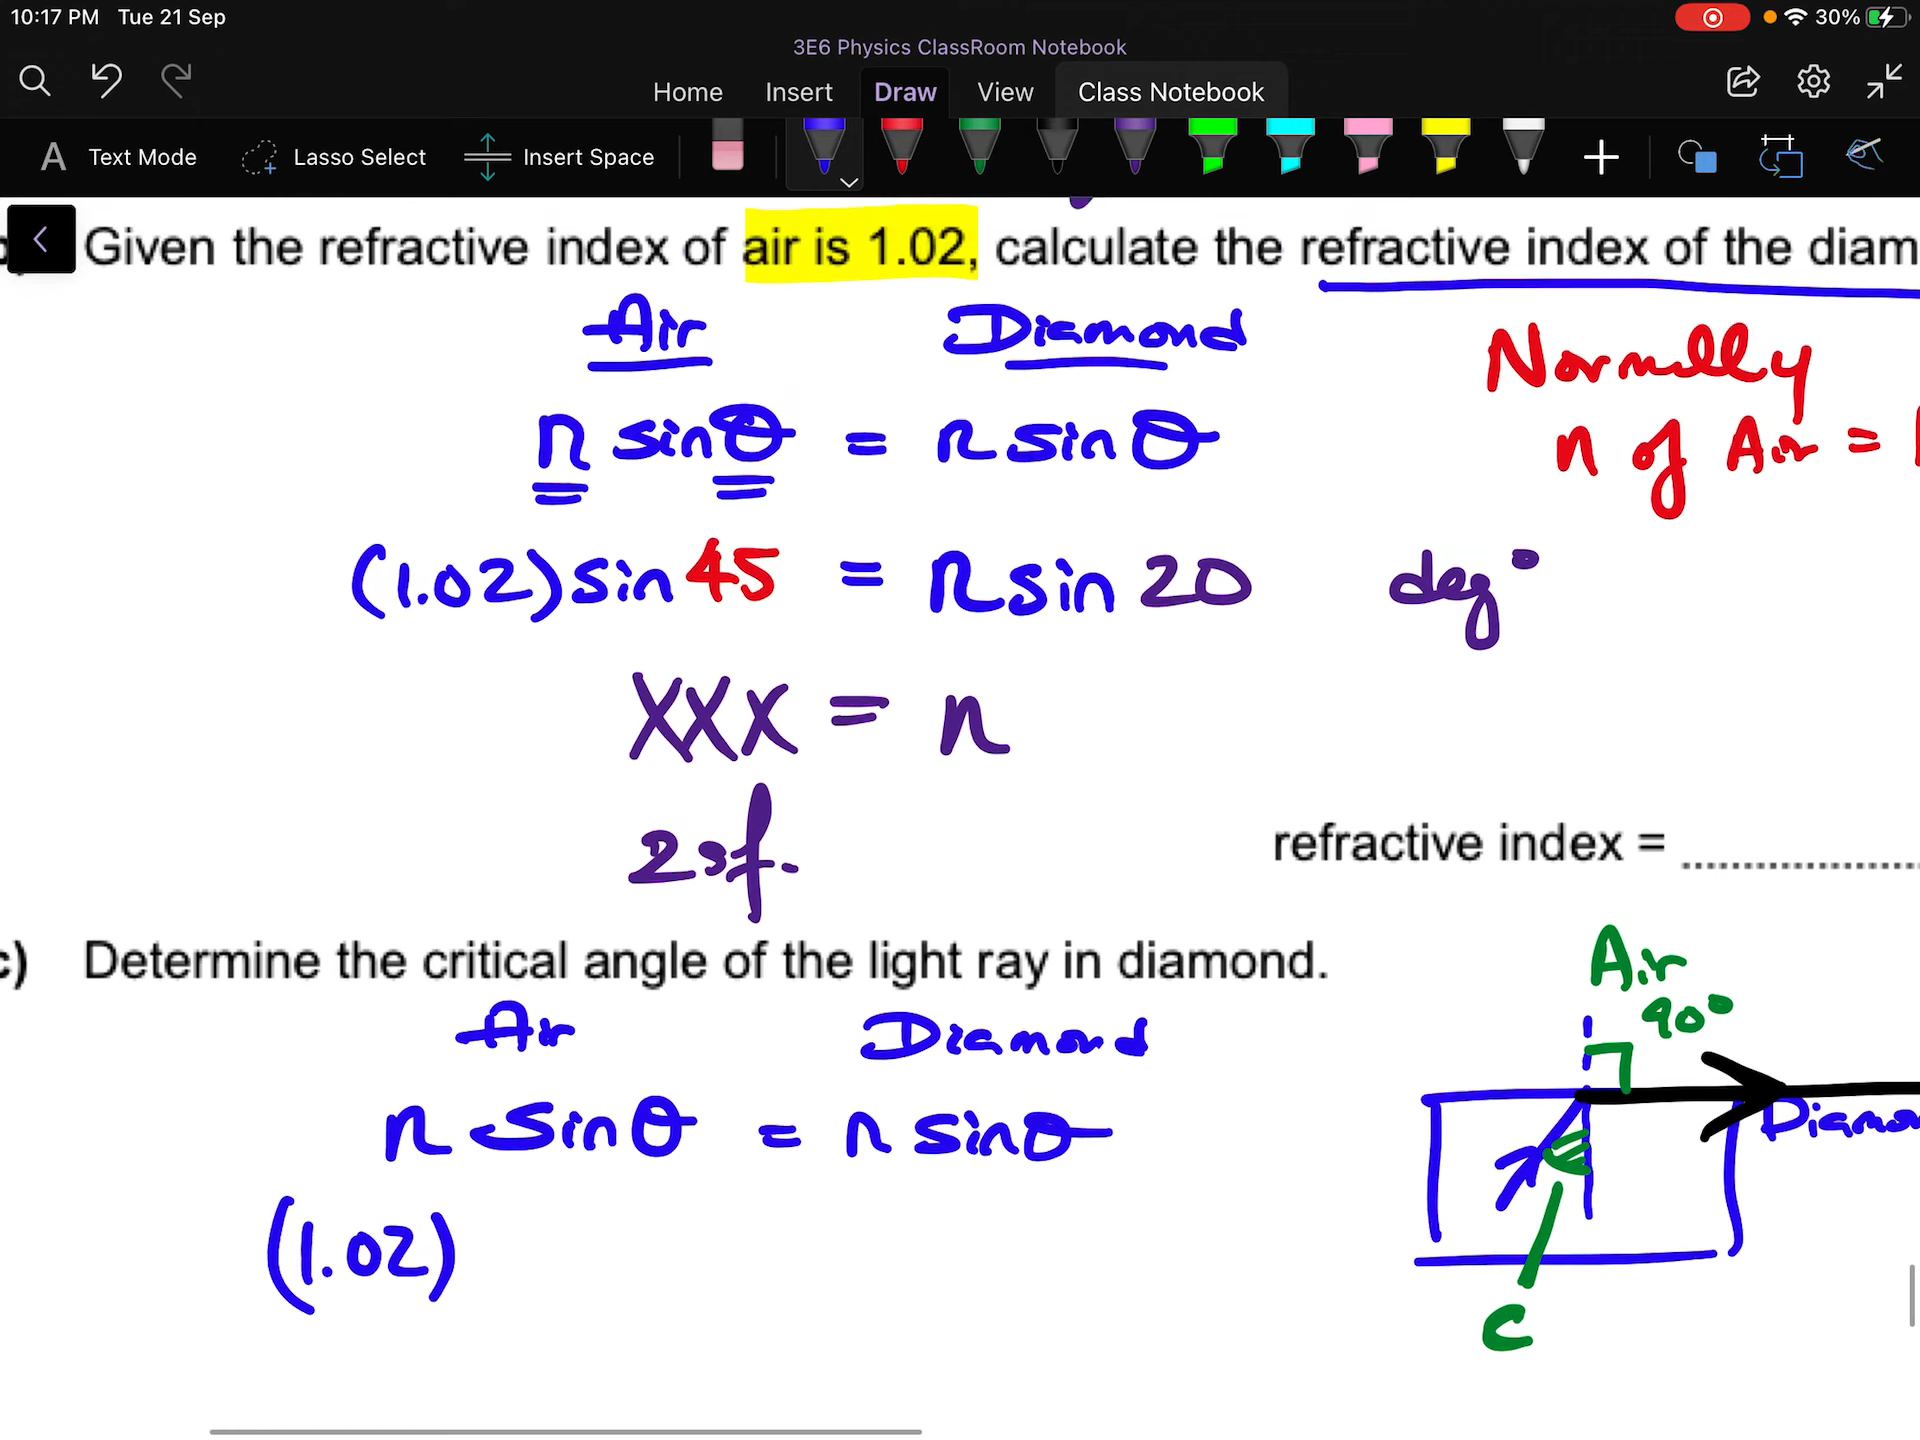 10:17 PM Tue 21 Sep
30%
3E6 Physics ClassRoom Notebook
Home Insert Draw View Class Notebook
A Text Mode Lasso Select Insert Space
Given the refractive index of air is 1.02, calculate the refractive index of the diam
Air Diamond
Normally
n sinθ = n sinθ
n of Air =
(1.02) sin 45 = n sin 20 deg°
XXX = n
2 sf.
refractive index = ....................
c) Determine the critical angle of the light ray in diamond.
Air
90°
Air Diamond
n sinθ = n sinθ
Diamo
(1.02)
C